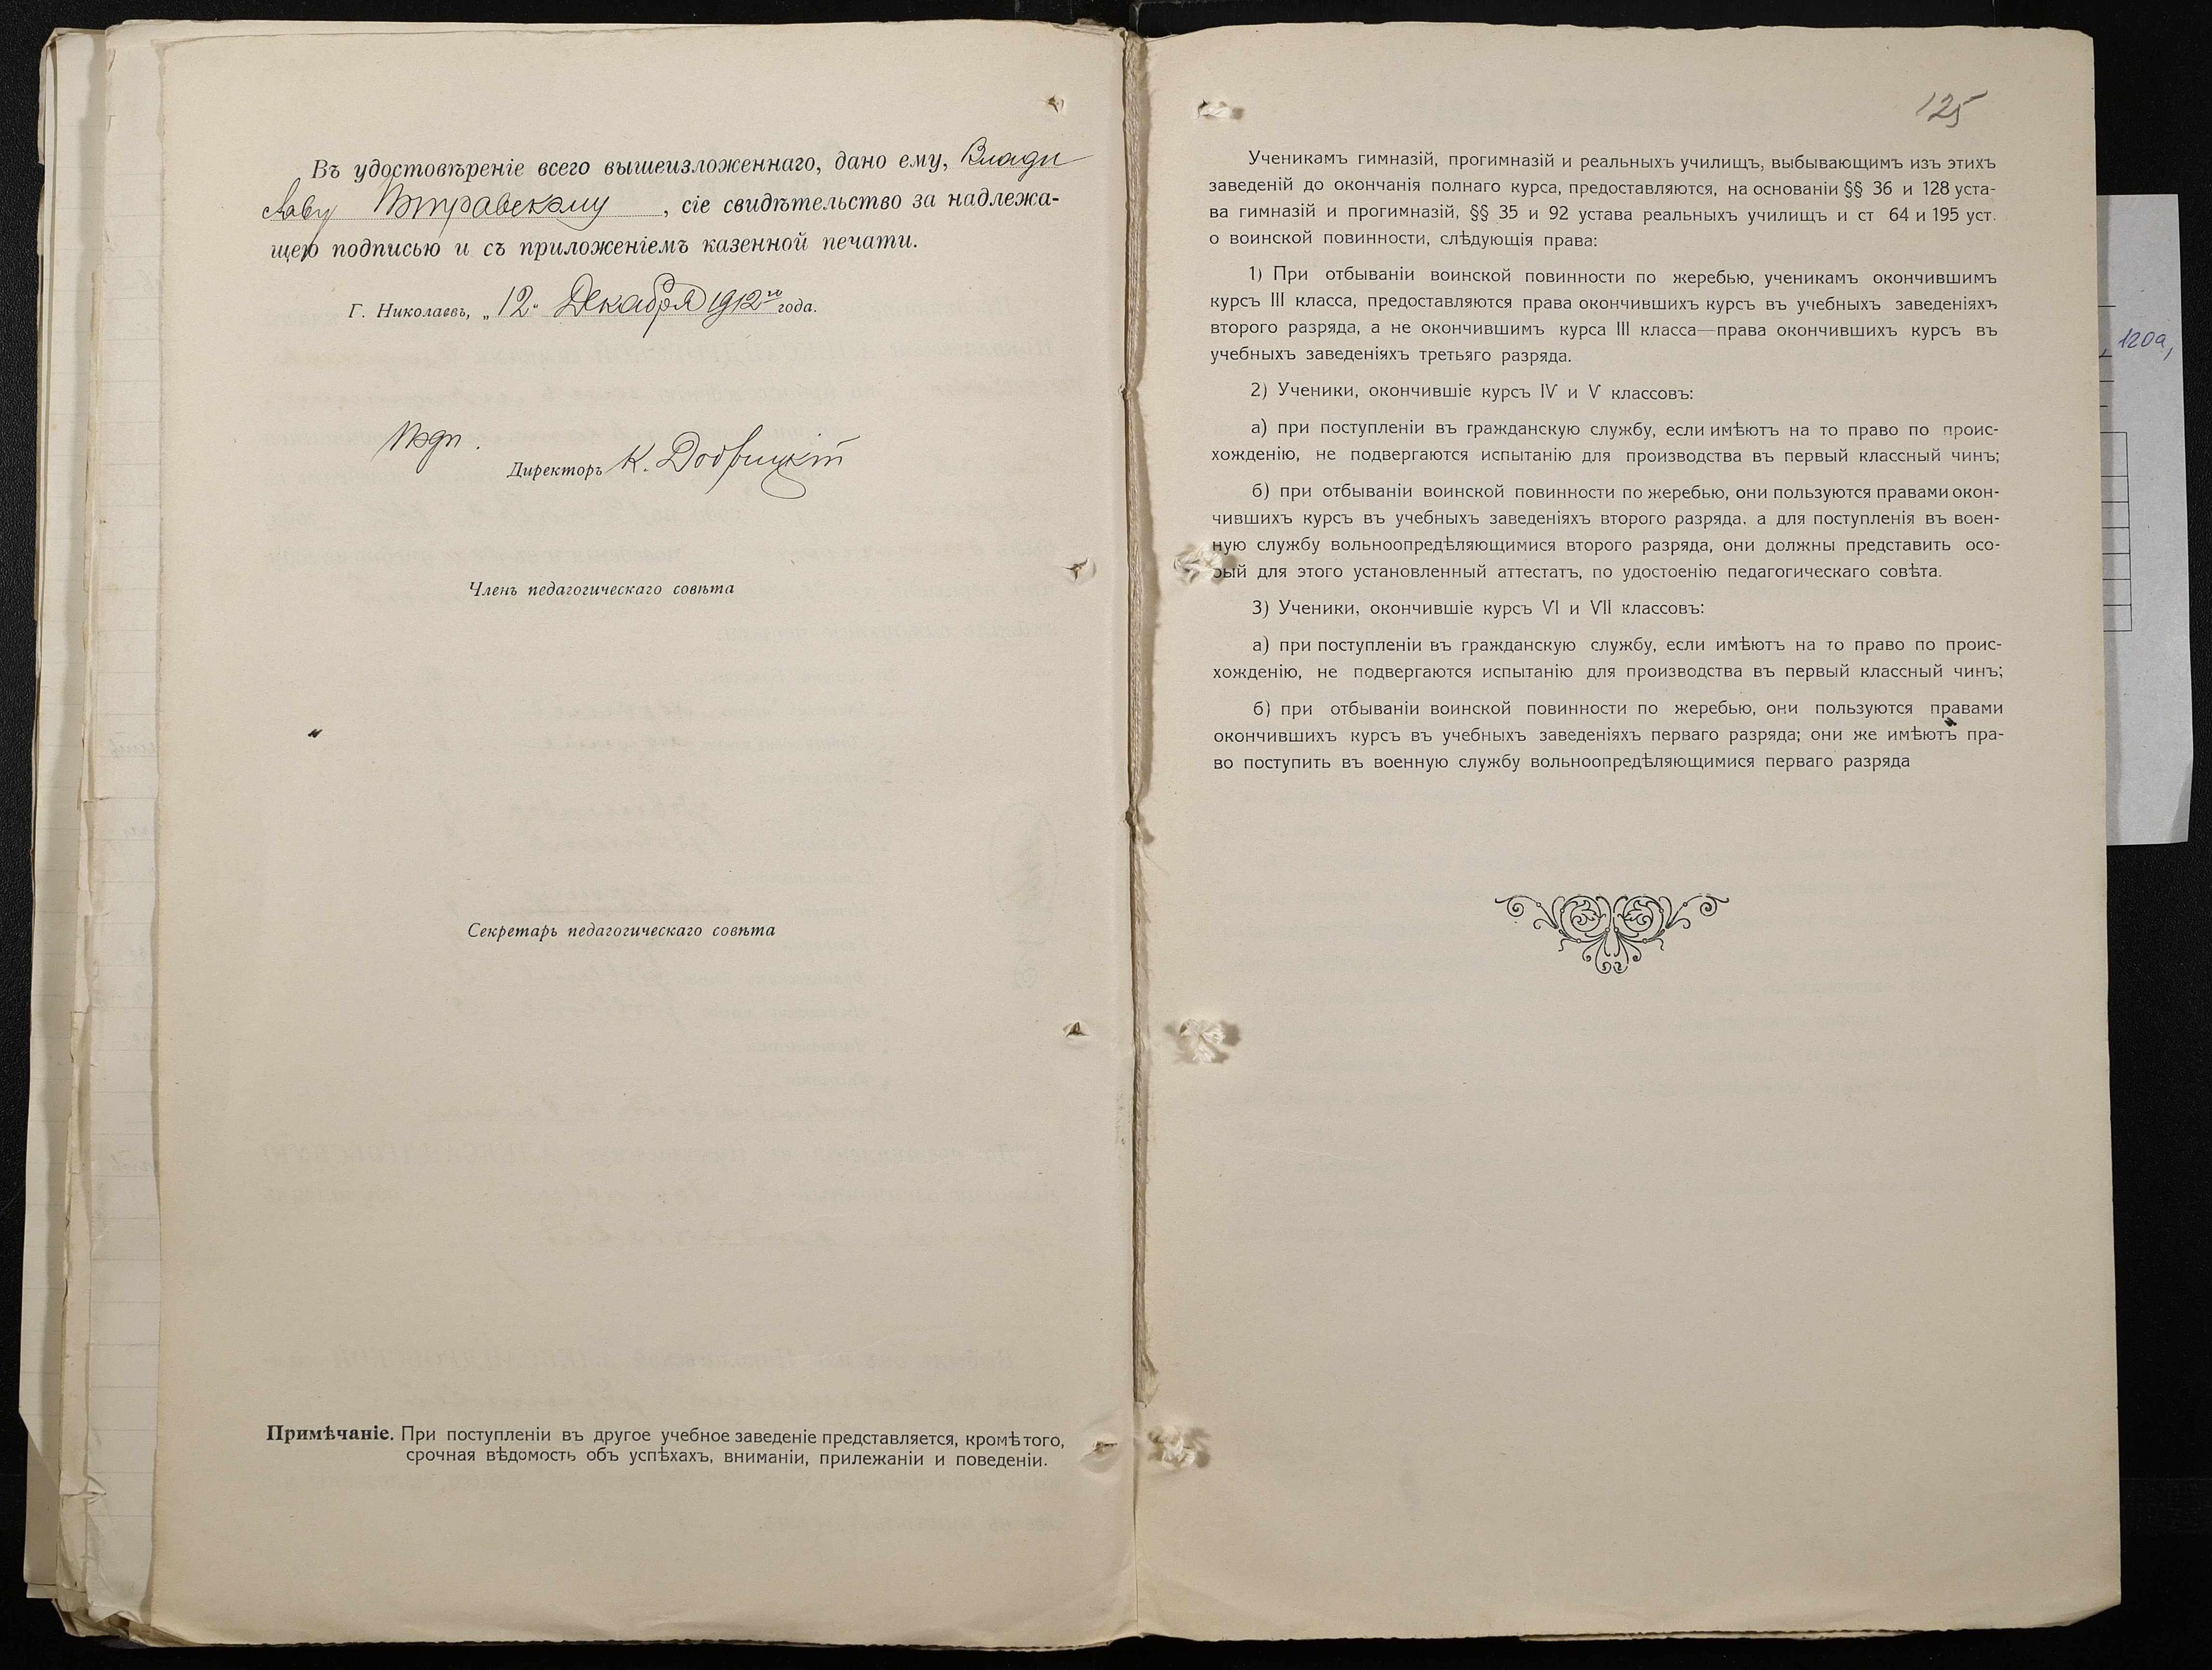 Въ удостовѣреніе всего вышеизложеннаго, дано ему, Влади
славу Петравскому, сіе свидѣтельство за надлежа-
щею подписью и съ приложеніемъ казенной печати.
Г. Николаевъ, „12" Декабря 1912го года.
Подп.
Директоръ К. Добрицкій
Членъ педагогическаго совѣта
Секретарь педагогическаго совѣта
Примѣчаніе. При поступленіи въ другое учебное заведеніе представляется, кромѣ того,
срочная вѣдомость объ успѣхахъ, вниманіи, прилежаніи и поведеніи.
125
Ученикамъ гимназій, прогимназій и реальныхъ училищъ, выбывающимъ изъ этихъ
заведеній до окончанія полнаго курса, предоставляются, на основаніи §§ 36 и 128 уста-
ва гимназій и прогимназій, §§ 35 и 92 устава реальныхъ училищъ и ст 64 и 195 уст.
о воинской повинности, слѣдующія права:
1) При отбываніи воинской повинности по жеребью, ученикамъ окончившимъ
курсъ III класса, предоставляются права окончившихъ курсъ въ учебныхъ заведеніяхъ
второго разряда, а не окончившимъ курса III класса—права окончившихъ курсъ въ
учебныхъ заведеніяхъ третьяго разряда.
2) Ученики, окончившіе курсъ IV и V классовъ:
а) при поступленіи въ гражданскую службу, если имѣютъ на то право по проис-
хожденію, не подвергаются испытанію для производства въ первый классный чинъ;
б) при отбываніи воинской повинности по жеребью, они пользуются правами окон-
чившихъ курсъ въ учебныхъ заведеніяхъ второго разряда, а для поступленія въ воен-
ную службу вольноопредѣляющимися второго разряда, они должны представить осо-
бый для этого установленный аттестатъ, по удостоенію педагогическаго совѣта.
3) Ученики, окончившіе курсъ VI и VII классовъ:
а) при поступленіи въ гражданскую службу, если имѣютъ на то право по проис-
хожденію, не подвергаются испытанію для производства въ первый классный чинъ;
б) при отбываніи воинской повинности по жеребью, они пользуются правами
окончившихъ курсъ въ учебныхъ заведеніяхъ перваго разряда; они же имѣютъ пра-
во поступить въ военную службу вольноопредѣляющимися перваго разряда
120а,